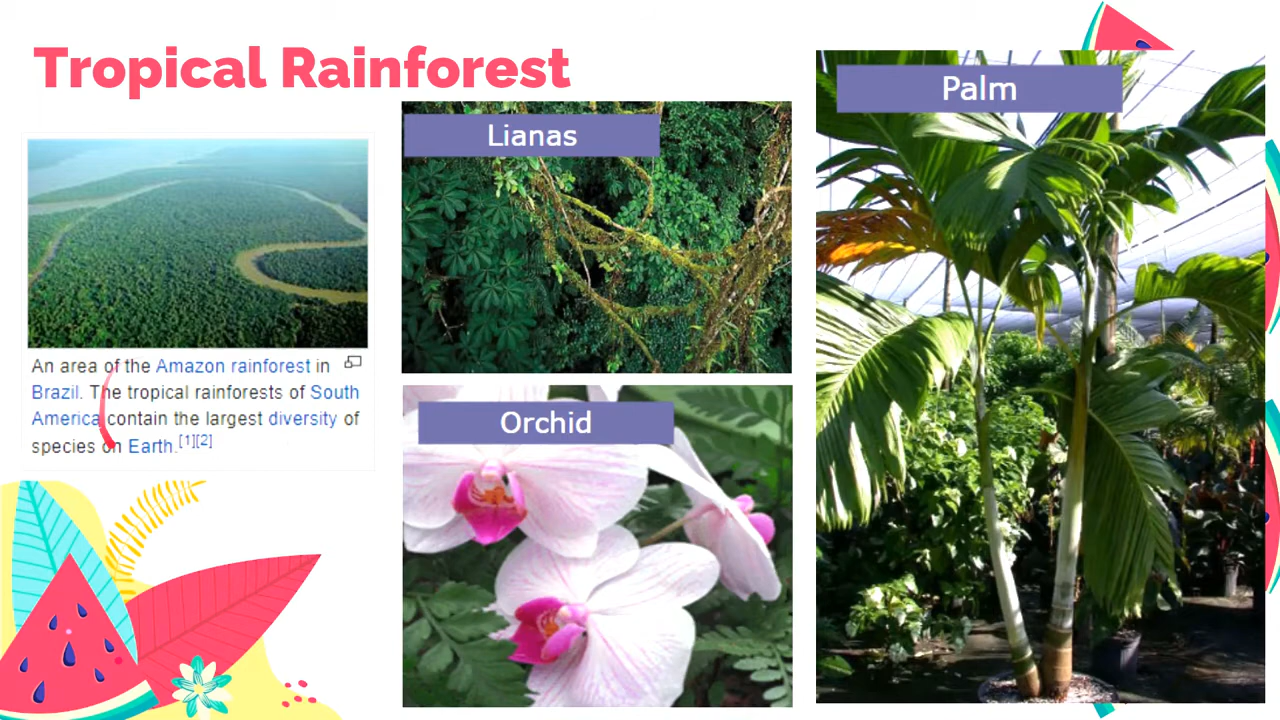 Tropical Rainforest
An area of the Amazon rainforest in
Brazil. The tropical rainforests of South
America contain the largest diversity of
species on Earth.[1][2]
Lianas
Orchid
Palm